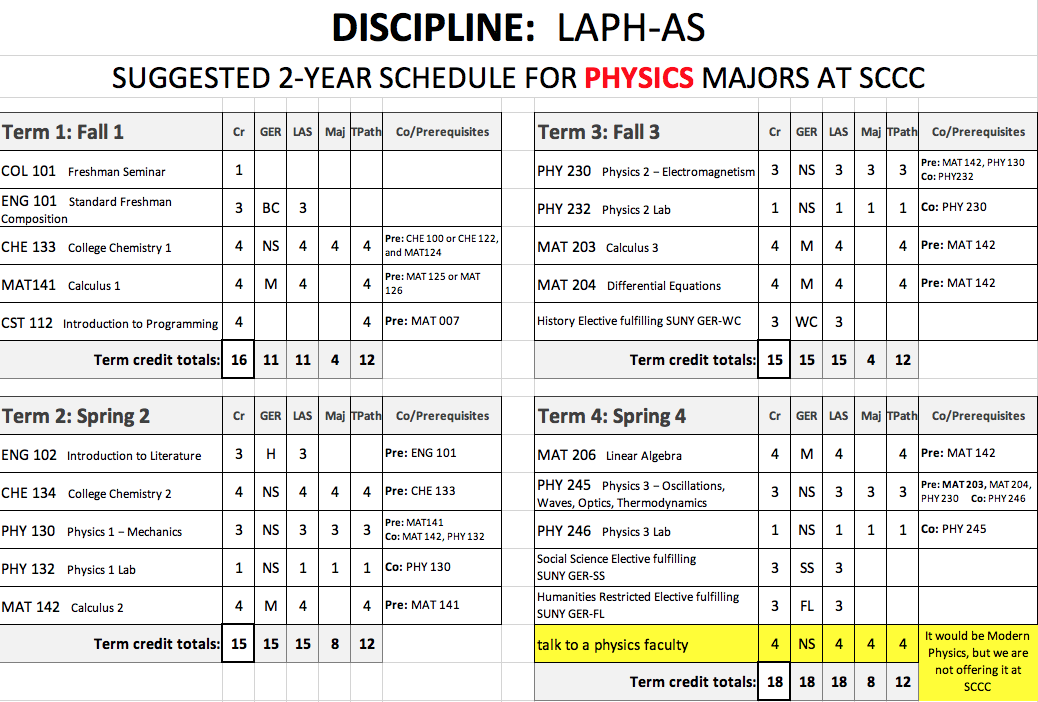 DISCIPLINE: LAPH-AS
SUGGESTED 2-YEAR SCHEDULE FOR PHYSICS MAJORS AT SCCC
Term 1: Fall 1 Cr GER LAS Maj TPath Co/Prerequisites
COL 101 Freshman Seminar 1
ENG 101 Standard Freshman
Composition 3 BC 3
CHE 133 College Chemistry 1 4 NS 4 4 4 Pre: CHE 100 or CHE 122,
and MAT124
MAT141 Calculus 1 4 M 4 4 Pre: MAT 125 or MAT
126
CST 112 Introduction to Programming 4 4 Pre: MAT 007
Term credit totals: 16 11 11 4 12
Term 2: Spring 2 Cr GER LAS Maj TPath Co/Prerequisites
ENG 102 Introduction to Literature 3 H 3 Pre: ENG 101
CHE 134 College Chemistry 2 4 NS 4 4 4 Pre: CHE 133
PHY 130 Physics 1 – Mechanics 3 NS 3 3 3 Pre: MAT141
Co: MAT 142, PHY 132
PHY 132 Physics 1 Lab 1 NS 1 1 1 Co: PHY 130
MAT 142 Calculus 2 4 M 4 4 Pre: MAT 141
Term credit totals: 15 15 15 8 12
Term 3: Fall 3 Cr GER LAS Maj TPath Co/Prerequisites
PHY 230 Physics 2 – Electromagnetism 3 NS 3 3 3 Pre: MAT 142, PHY 130
Co: PHY232
PHY 232 Physics 2 Lab 1 NS 1 1 1 Co: PHY 230
MAT 203 Calculus 3 4 M 4 4 Pre: MAT 142
MAT 204 Differential Equations 4 M 4 4 Pre: MAT 142
History Elective fulfilling SUNY GER-WC 3 WC 3
Term credit totals: 15 15 15 4 12
Term 4: Spring 4 Cr GER LAS Maj TPath Co/Prerequisites
MAT 206 Linear Algebra 4 M 4 4 Pre: MAT 142
PHY 245 Physics 3 – Oscillations,
Waves, Optics, Thermodynamics 3 NS 3 3 3 Pre: MAT 203, MAT 204,
PHY 230 Co: PHY 246
PHY 246 Physics 3 Lab 1 NS 1 1 1 Co: PHY 245
Social Science Elective fulfilling
SUNY GER-SS 3 SS 3
Humanities Restricted Elective fulfilling
SUNY GER-FL 3 FL 3
talk to a physics faculty 4 NS 4 4 4 It would be Modern
Physics, but we are
not offering it at
SCCC
Term credit totals: 18 18 18 8 12